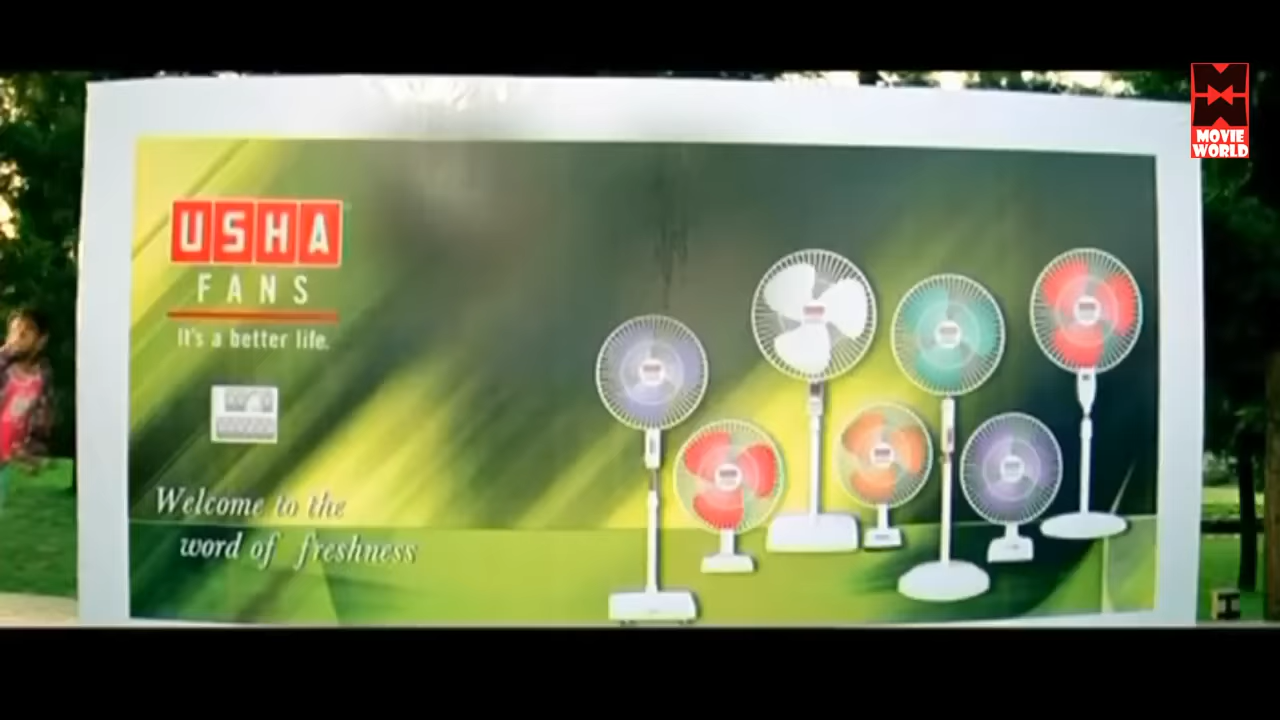 USHA
FANS
It's a better life.
Welcome to the
word of freshness
MOVIE
WORLD